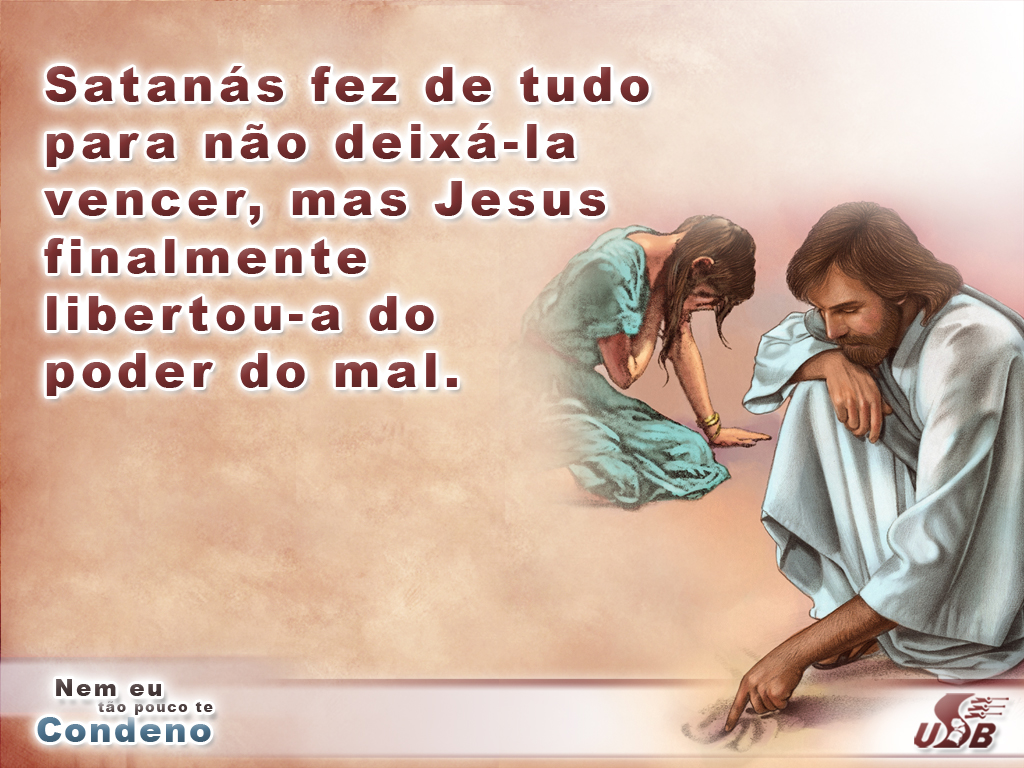 Satanás fez de tudo
para não deixá-la
vencer, mas Jesus
finalmente
libertou-a do
poder do mal.
Nem eu
tão pouco te
Condeno
USB